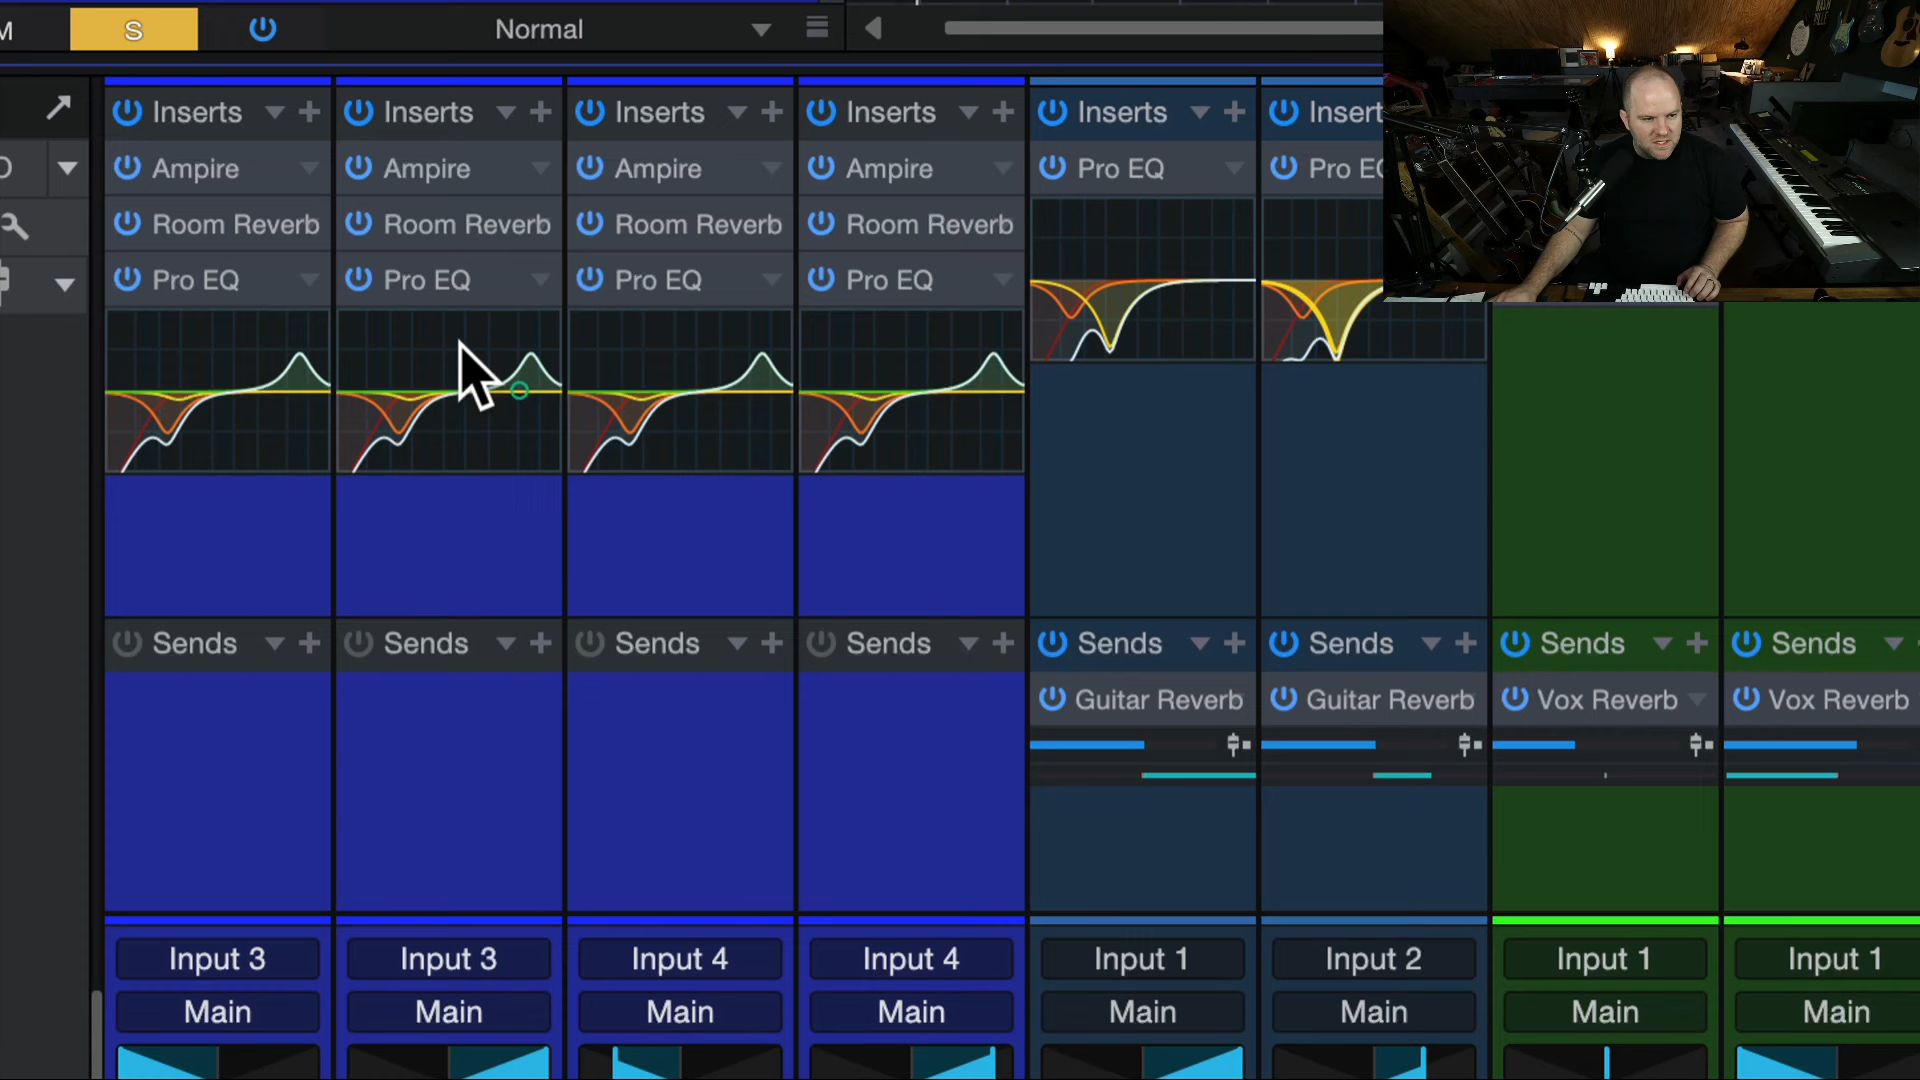 M S Normal
Inserts Inserts Inserts Inserts Inserts Insert
Ampire Ampire Ampire Ampire Pro EQ Pro EQ
Room Reverb Room Reverb Room Reverb Room Reverb
Pro EQ Pro EQ Pro EQ Pro EQ
Sends Sends Sends Sends Sends Sends Sends Sends
Guitar Reverb Guitar Reverb Vox Reverb Vox Reverb
Input 3 Input 3 Input 4 Input 4 Input 1 Input 2 Input 1 Input 1
Main Main Main Main Main Main Main Main